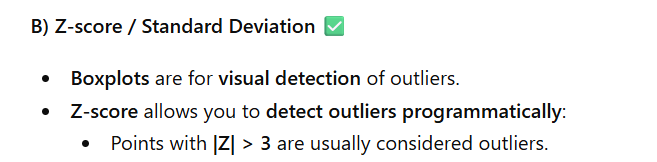 B) Z-score / Standard Deviation ✅
• Boxplots are for visual detection of outliers.
• Z-score allows you to detect outliers programmatically:
• Points with |Z| > 3 are usually considered outliers.